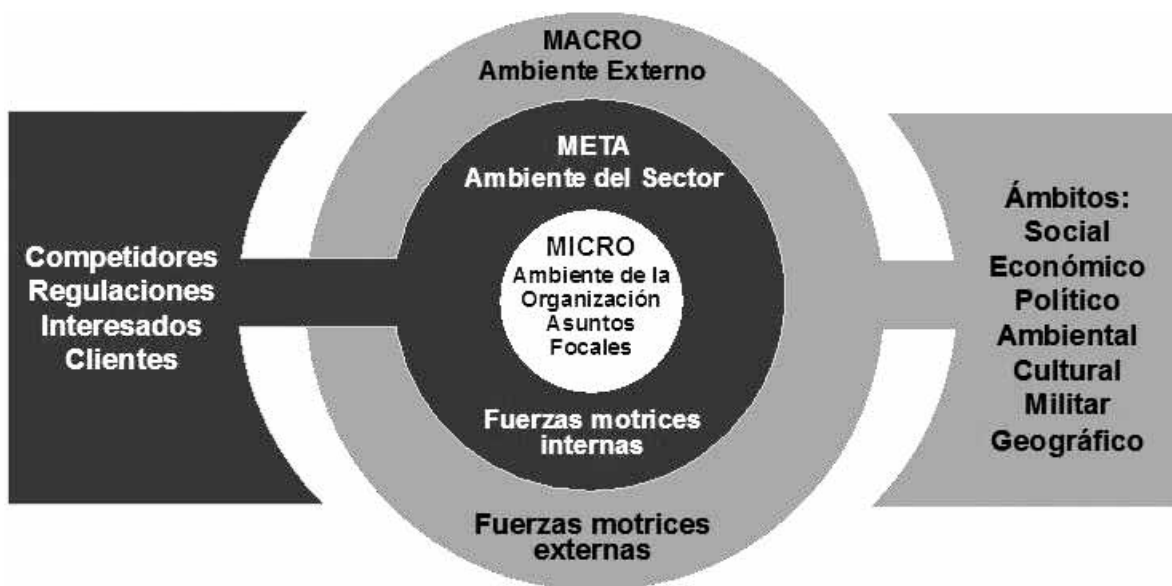 MACRO
Ambiente Externo
META
Ambiente del Sector
MICRO
Ambiente de la
Organización
Asuntos
Focales
Fuerzas motrices
internas
Fuerzas motrices
externas
Competidores
Regulaciones
Interesados
Clientes
Ámbitos:
Social
Económico
Político
Ambiental
Cultural
Militar
Geográfico